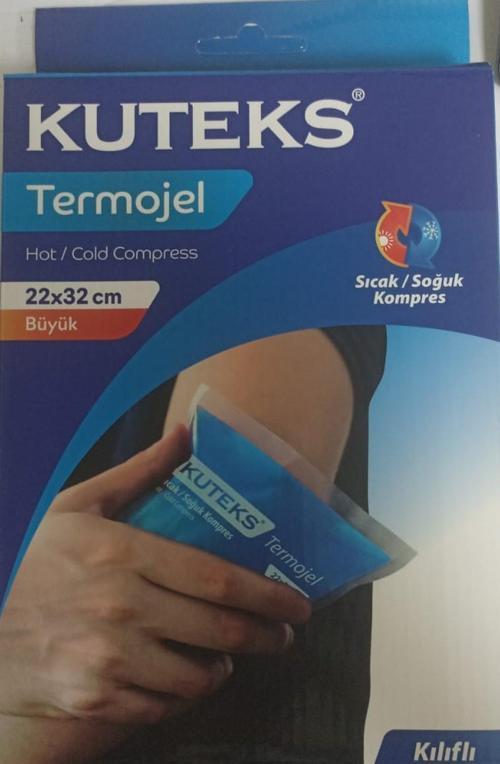 KUTEKS®
Termojel
Hot / Cold Compress
22x32 cm
Büyük
Sıcak / Soğuk
Kompres
KUTEKS®
Sıcak / Soğuk Kompres
Termojel
Kılıflı